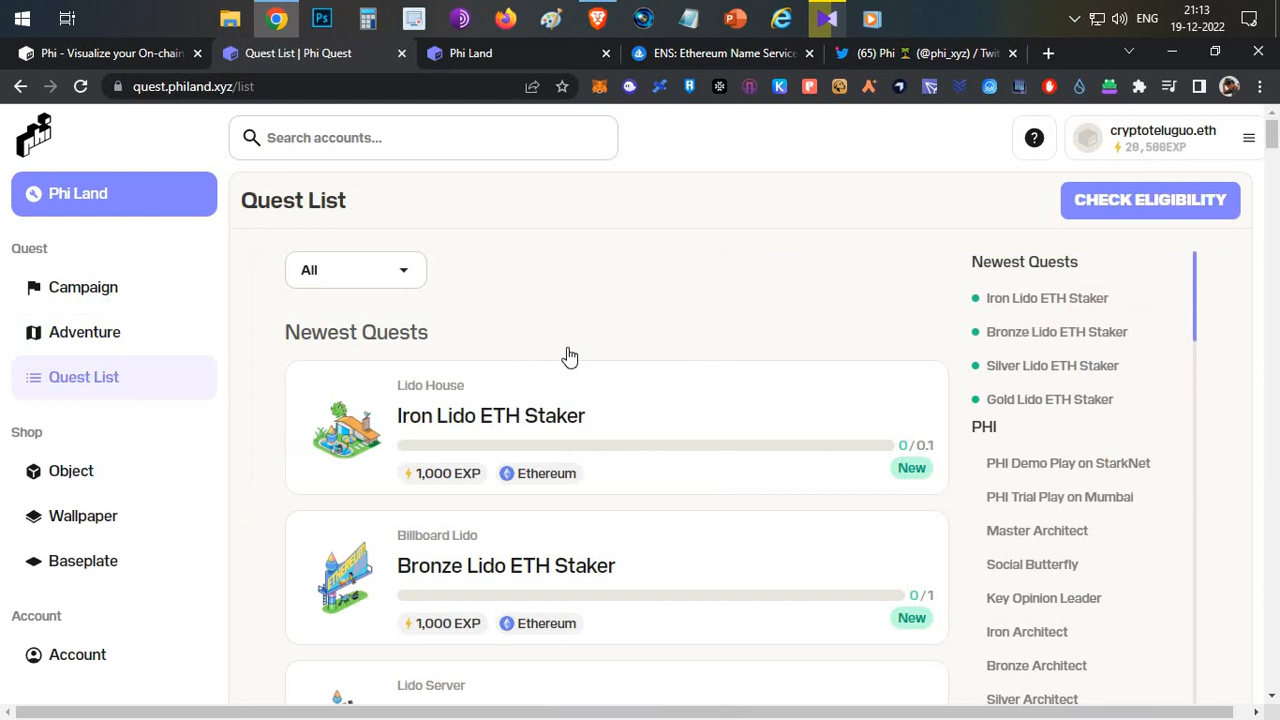 21:13
ENG
19-12-2022
Phi - Visualize your On-chain
Quest List | Phi Quest
Phi Land
ENS: Ethereum Name Service
(65) Phi 🏝 (@phi_xyz) / Twit
quest.philand.xyz/list
Search accounts...
cryptoteluguo.eth
20,500EXP
Phi Land
Quest List
CHECK ELIGIBILITY
Quest
Campaign
Adventure
Quest List
Shop
Object
Wallpaper
Baseplate
Account
Account
All
Newest Quests
Lido House
Iron Lido ETH Staker
0/0.1
1,000 EXP
Ethereum
New
Billboard Lido
Bronze Lido ETH Staker
0/1
1,000 EXP
Ethereum
New
Lido Server
Newest Quests
Iron Lido ETH Staker
Bronze Lido ETH Staker
Silver Lido ETH Staker
Gold Lido ETH Staker
PHI
PHI Demo Play on StarkNet
PHI Trial Play on Mumbai
Master Architect
Social Butterfly
Key Opinion Leader
Iron Architect
Bronze Architect
Silver Architect